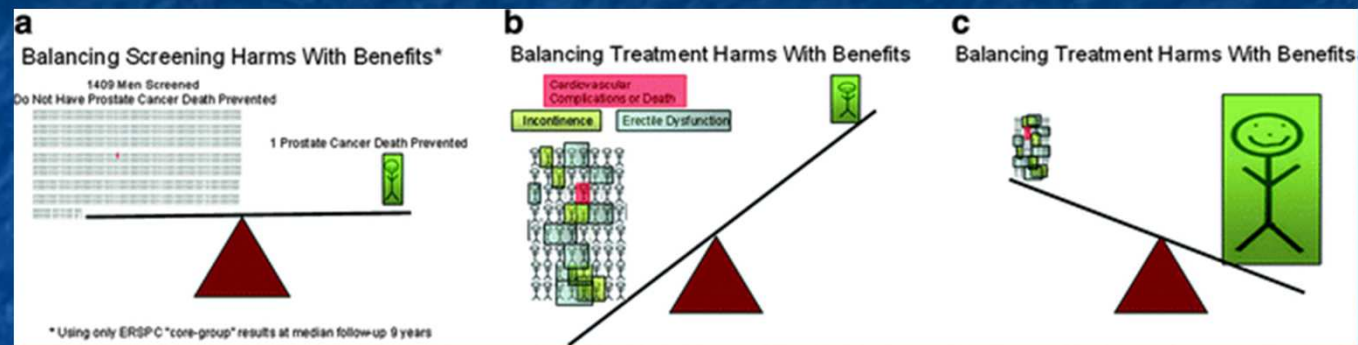 a
Balancing Screening Harms With Benefits*
1409 Men Screened
Do Not Have Prostate Cancer Death Prevented
1 Prostate Cancer Death Prevented
* Using only ERSPC "core-group" results at median follow-up 9 years
b
Balancing Treatment Harms With Benefits
Cardiovascular
Complications or Death
Incontinence
Erectile Dysfunction
c
Balancing Treatment Harms With Benefits